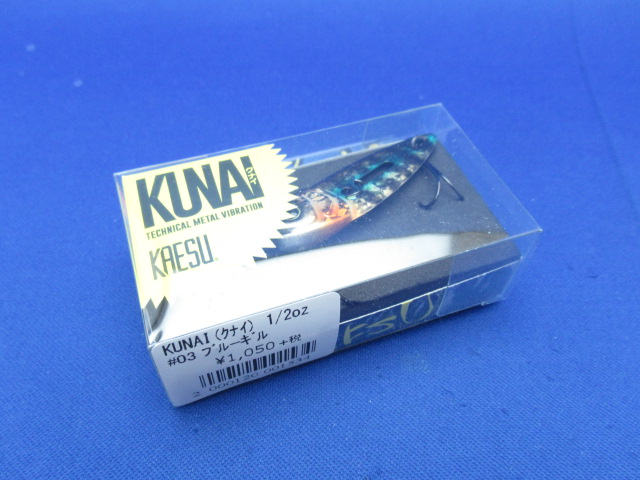 KUNAI
TECHNICAL METAL VIBRATION
KAESU
KUNAI (クナイ) 1/2oz
#03 ブルーギル
¥1,050+税